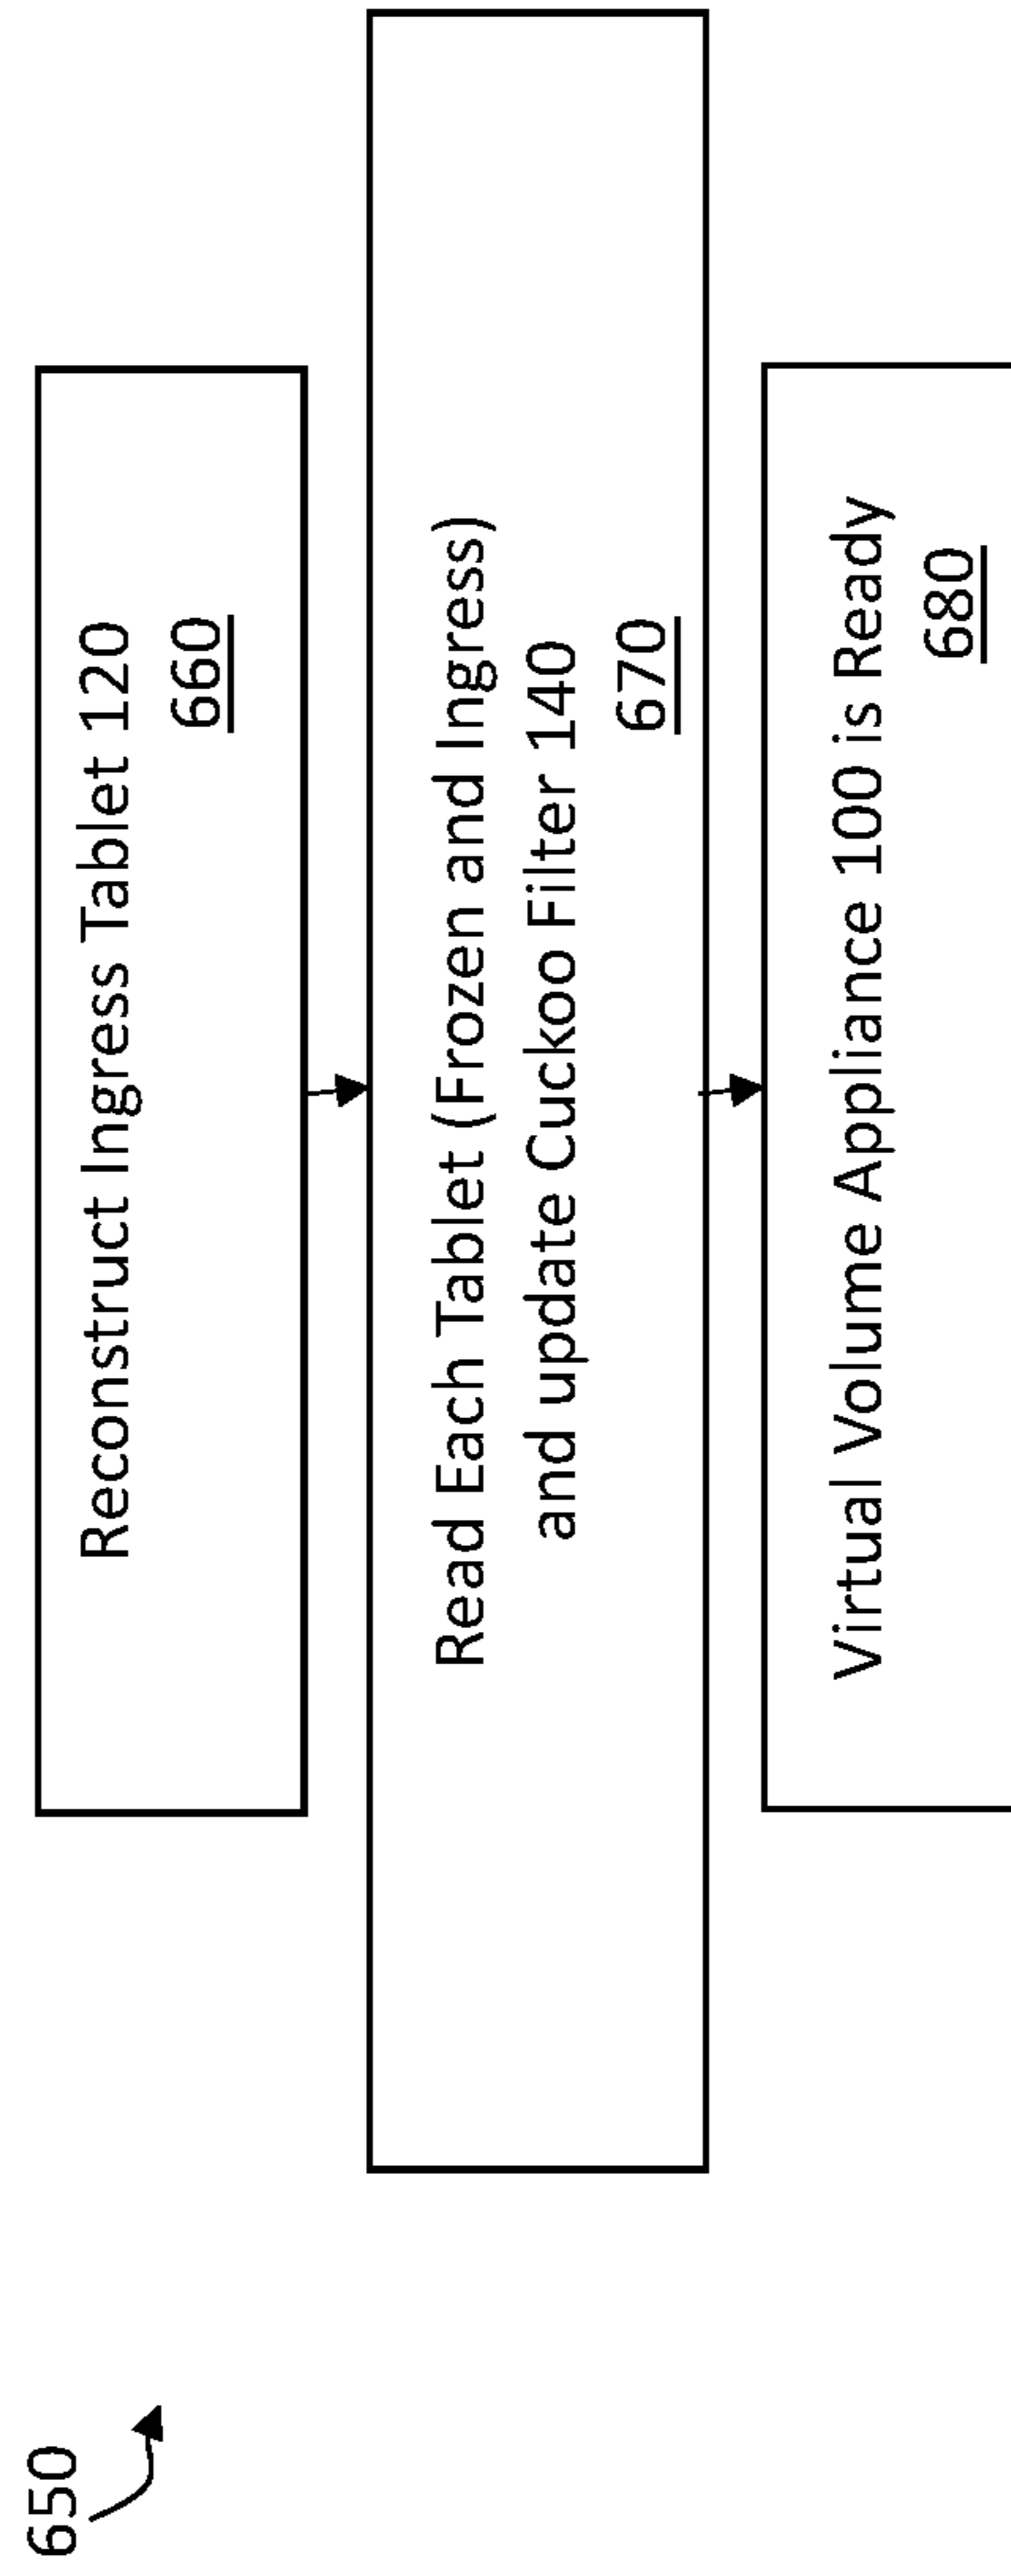 650
Reconstruct Ingress Tablet 120
660
Read Each Tablet (Frozen and Ingress)
and update Cuckoo Filter 140
670
Virtual Volume Appliance 100 is Ready
680